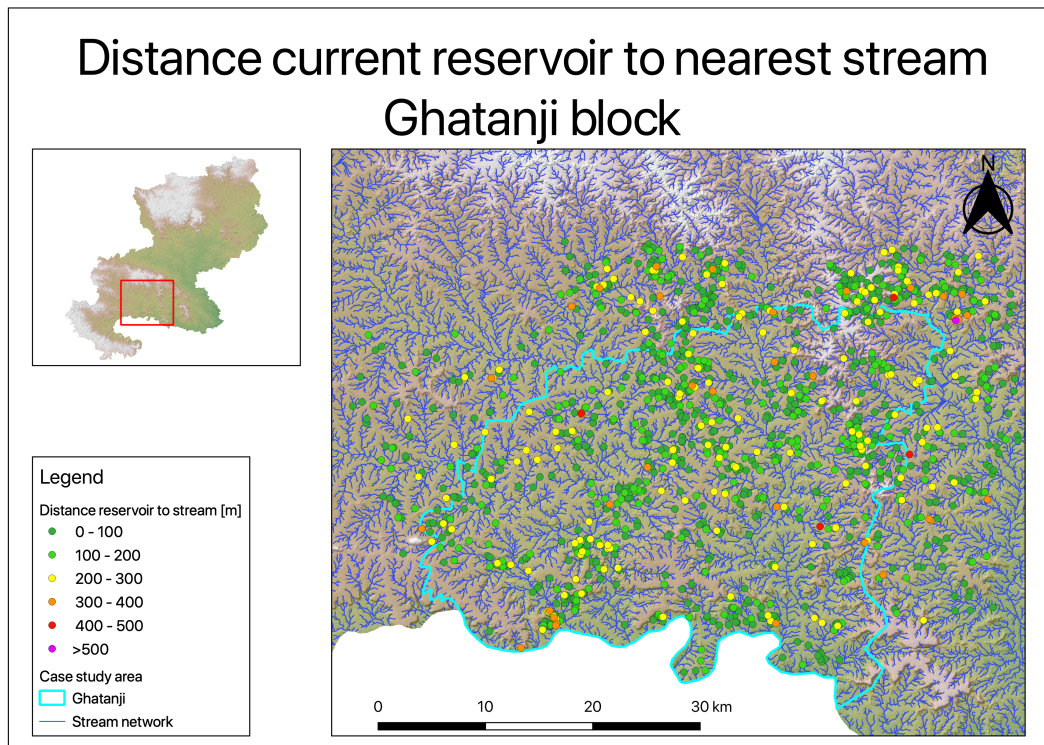 Distance current reservoir to nearest stream
Ghatanji block
N
Legend
Distance reservoir to stream [m]
0 - 100
100 - 200
200 - 300
300 - 400
400 - 500
>500
Case study area
Ghatanji
Stream network
0 10 20 30 km